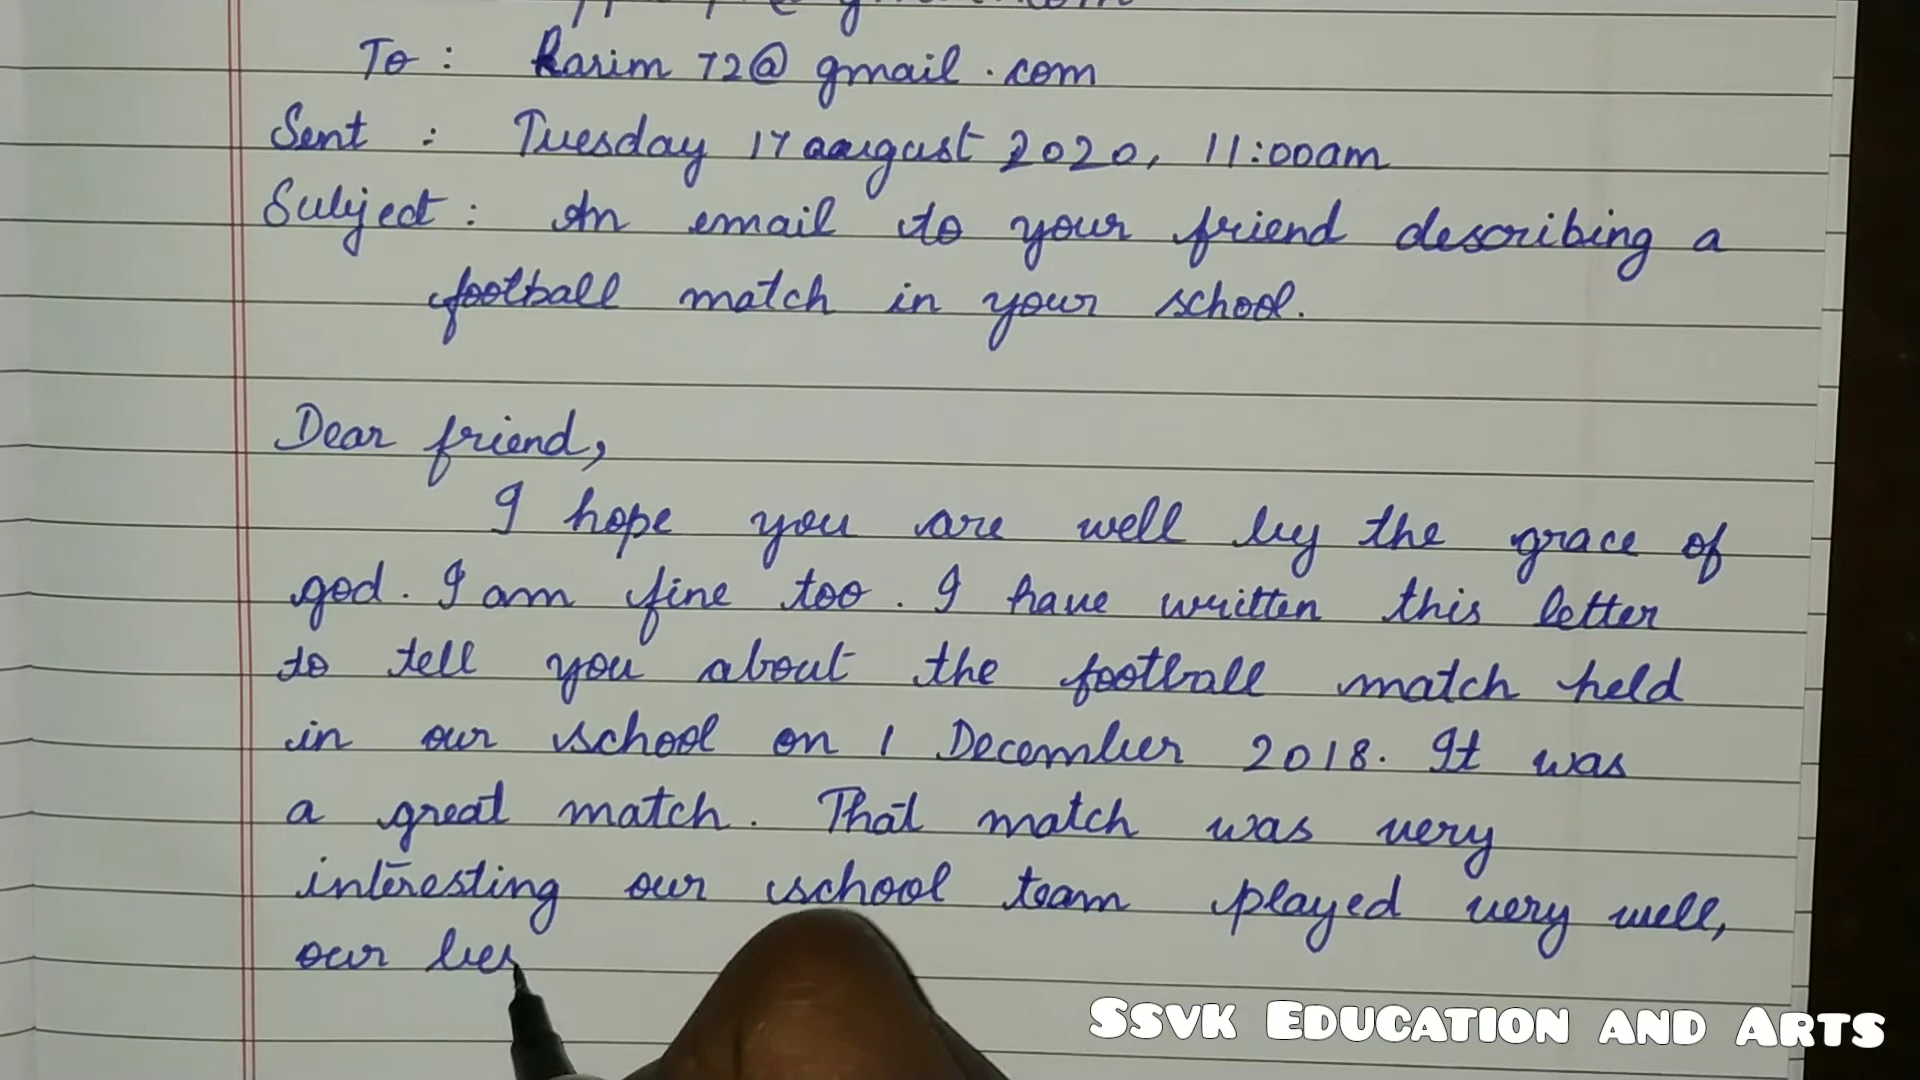 @gmail.com
To : Karim 72@ gmail . com
Sent : Tuesday 17 august 2020, 11:00am
Subject : An email to your friend describing a
football match in your school.
Dear friend,
I hope you are well by the grace of
god. I am fine too. I have written this letter
to tell you about the football match held
in our school on 1 December 2018. It was
a great match. That match was very
interesting our school team played very well,
our bes
SSVK EDUCATION AND ARTS